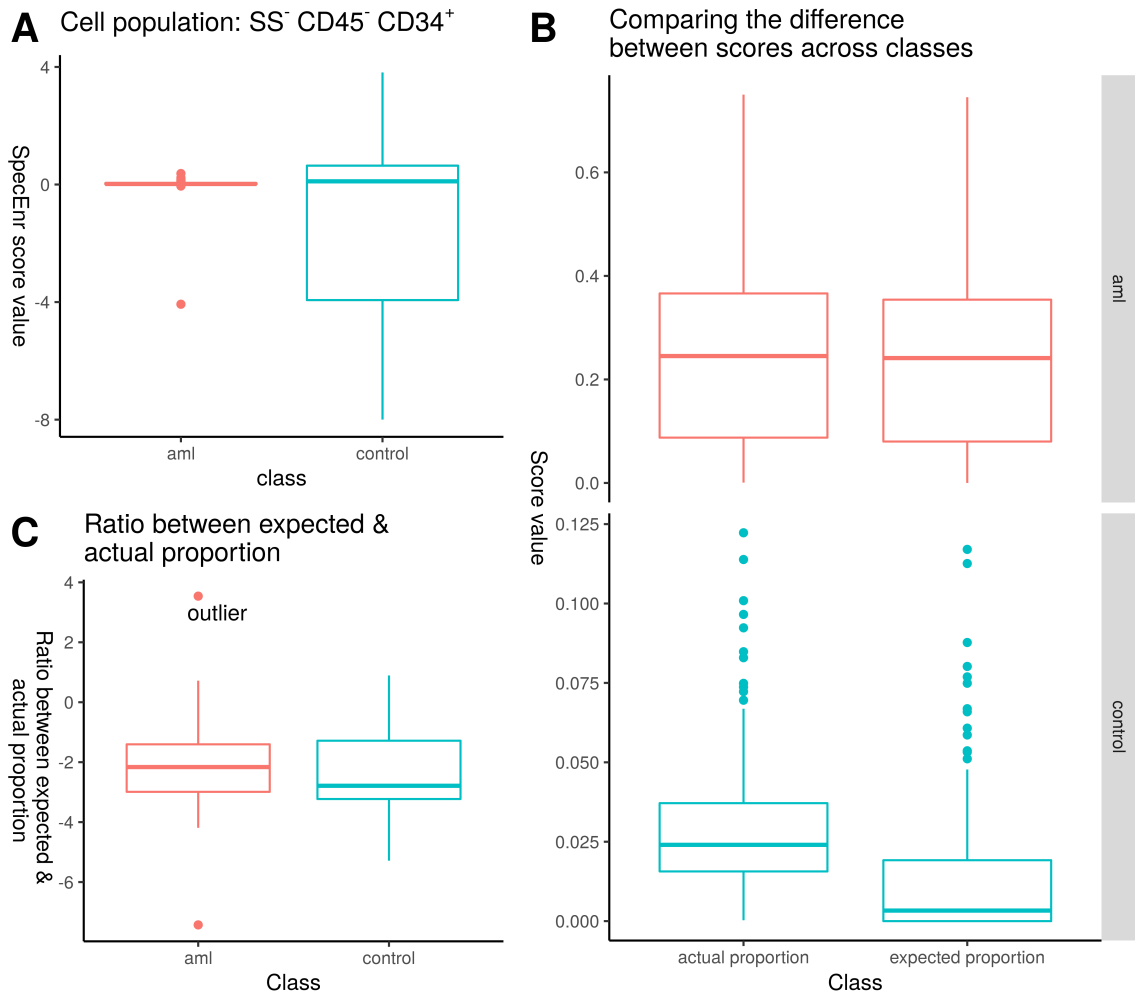 A
Cell population: SS⁻ CD45⁻ CD34⁺
SpecEnr score value
4
0
-4
-8
aml
control
class
B
Comparing the difference
between scores across classes
Score value
0.6
0.4
0.2
0.0
aml
0.125
0.100
0.075
0.050
0.025
0.000
control
actual proportion
expected proportion
Class
C
Ratio between expected &
actual proportion
Ratio between expected &
actual proportion
4
2
0
-2
-4
-6
outlier
aml
control
Class